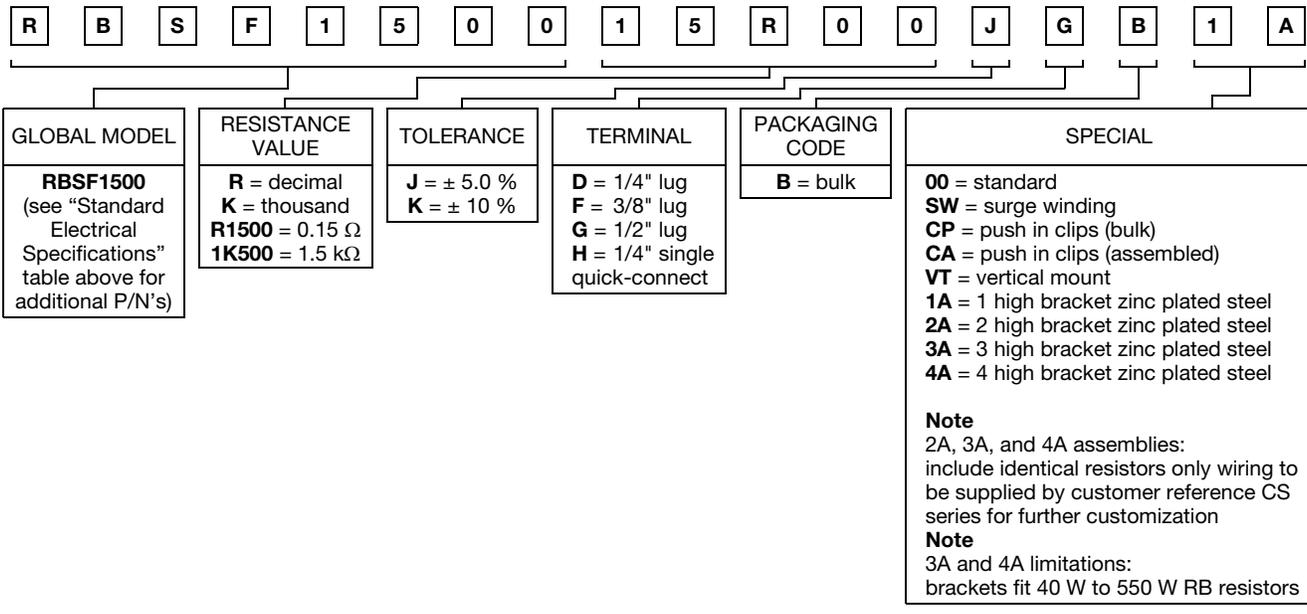 R B S F 1 5 0 0 1 5 R 0 0 J G B 1 A
GLOBAL MODEL
RBSF1500
(see “Standard
Electrical
Specifications”
table above for
additional P/N's)
RESISTANCE
VALUE
R = decimal
K = thousand
R1500 = 0.15 Ω
1K500 = 1.5 kΩ
TOLERANCE
J = ± 5.0 %
K = ± 10 %
TERMINAL
D = 1/4" lug
F = 3/8" lug
G = 1/2" lug
H = 1/4" single
quick-connect
PACKAGING
CODE
B = bulk
SPECIAL
00 = standard
SW = surge winding
CP = push in clips (bulk)
CA = push in clips (assembled)
VT = vertical mount
1A = 1 high bracket zinc plated steel
2A = 2 high bracket zinc plated steel
3A = 3 high bracket zinc plated steel
4A = 4 high bracket zinc plated steel
Note
2A, 3A, and 4A assemblies:
include identical resistors only wiring to
be supplied by customer reference CS
series for further customization
Note
3A and 4A limitations:
brackets fit 40 W to 550 W RB resistors